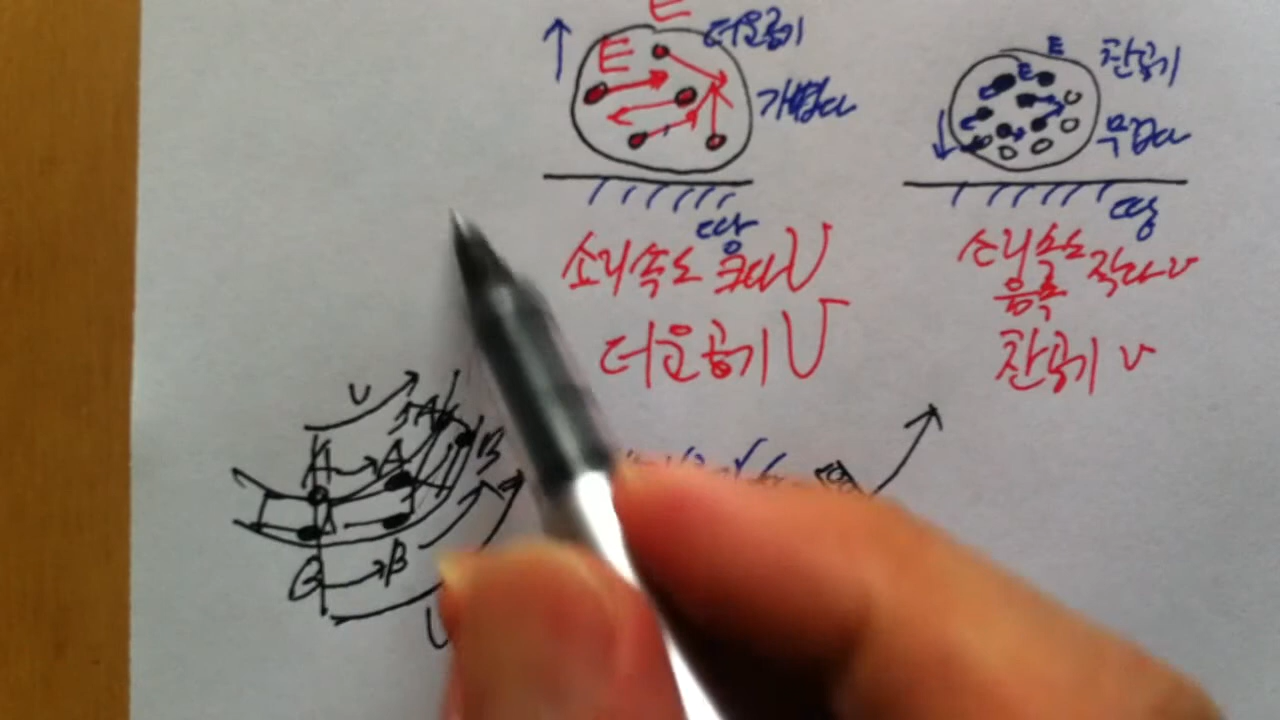 E
E 더운공기
가볍다
땅
소리속도 크다 V
더운공기 V
E 찬공기
E
무겁다
땅
소리속도 작다 v
음속
찬공기 v
V
A A
B
B B